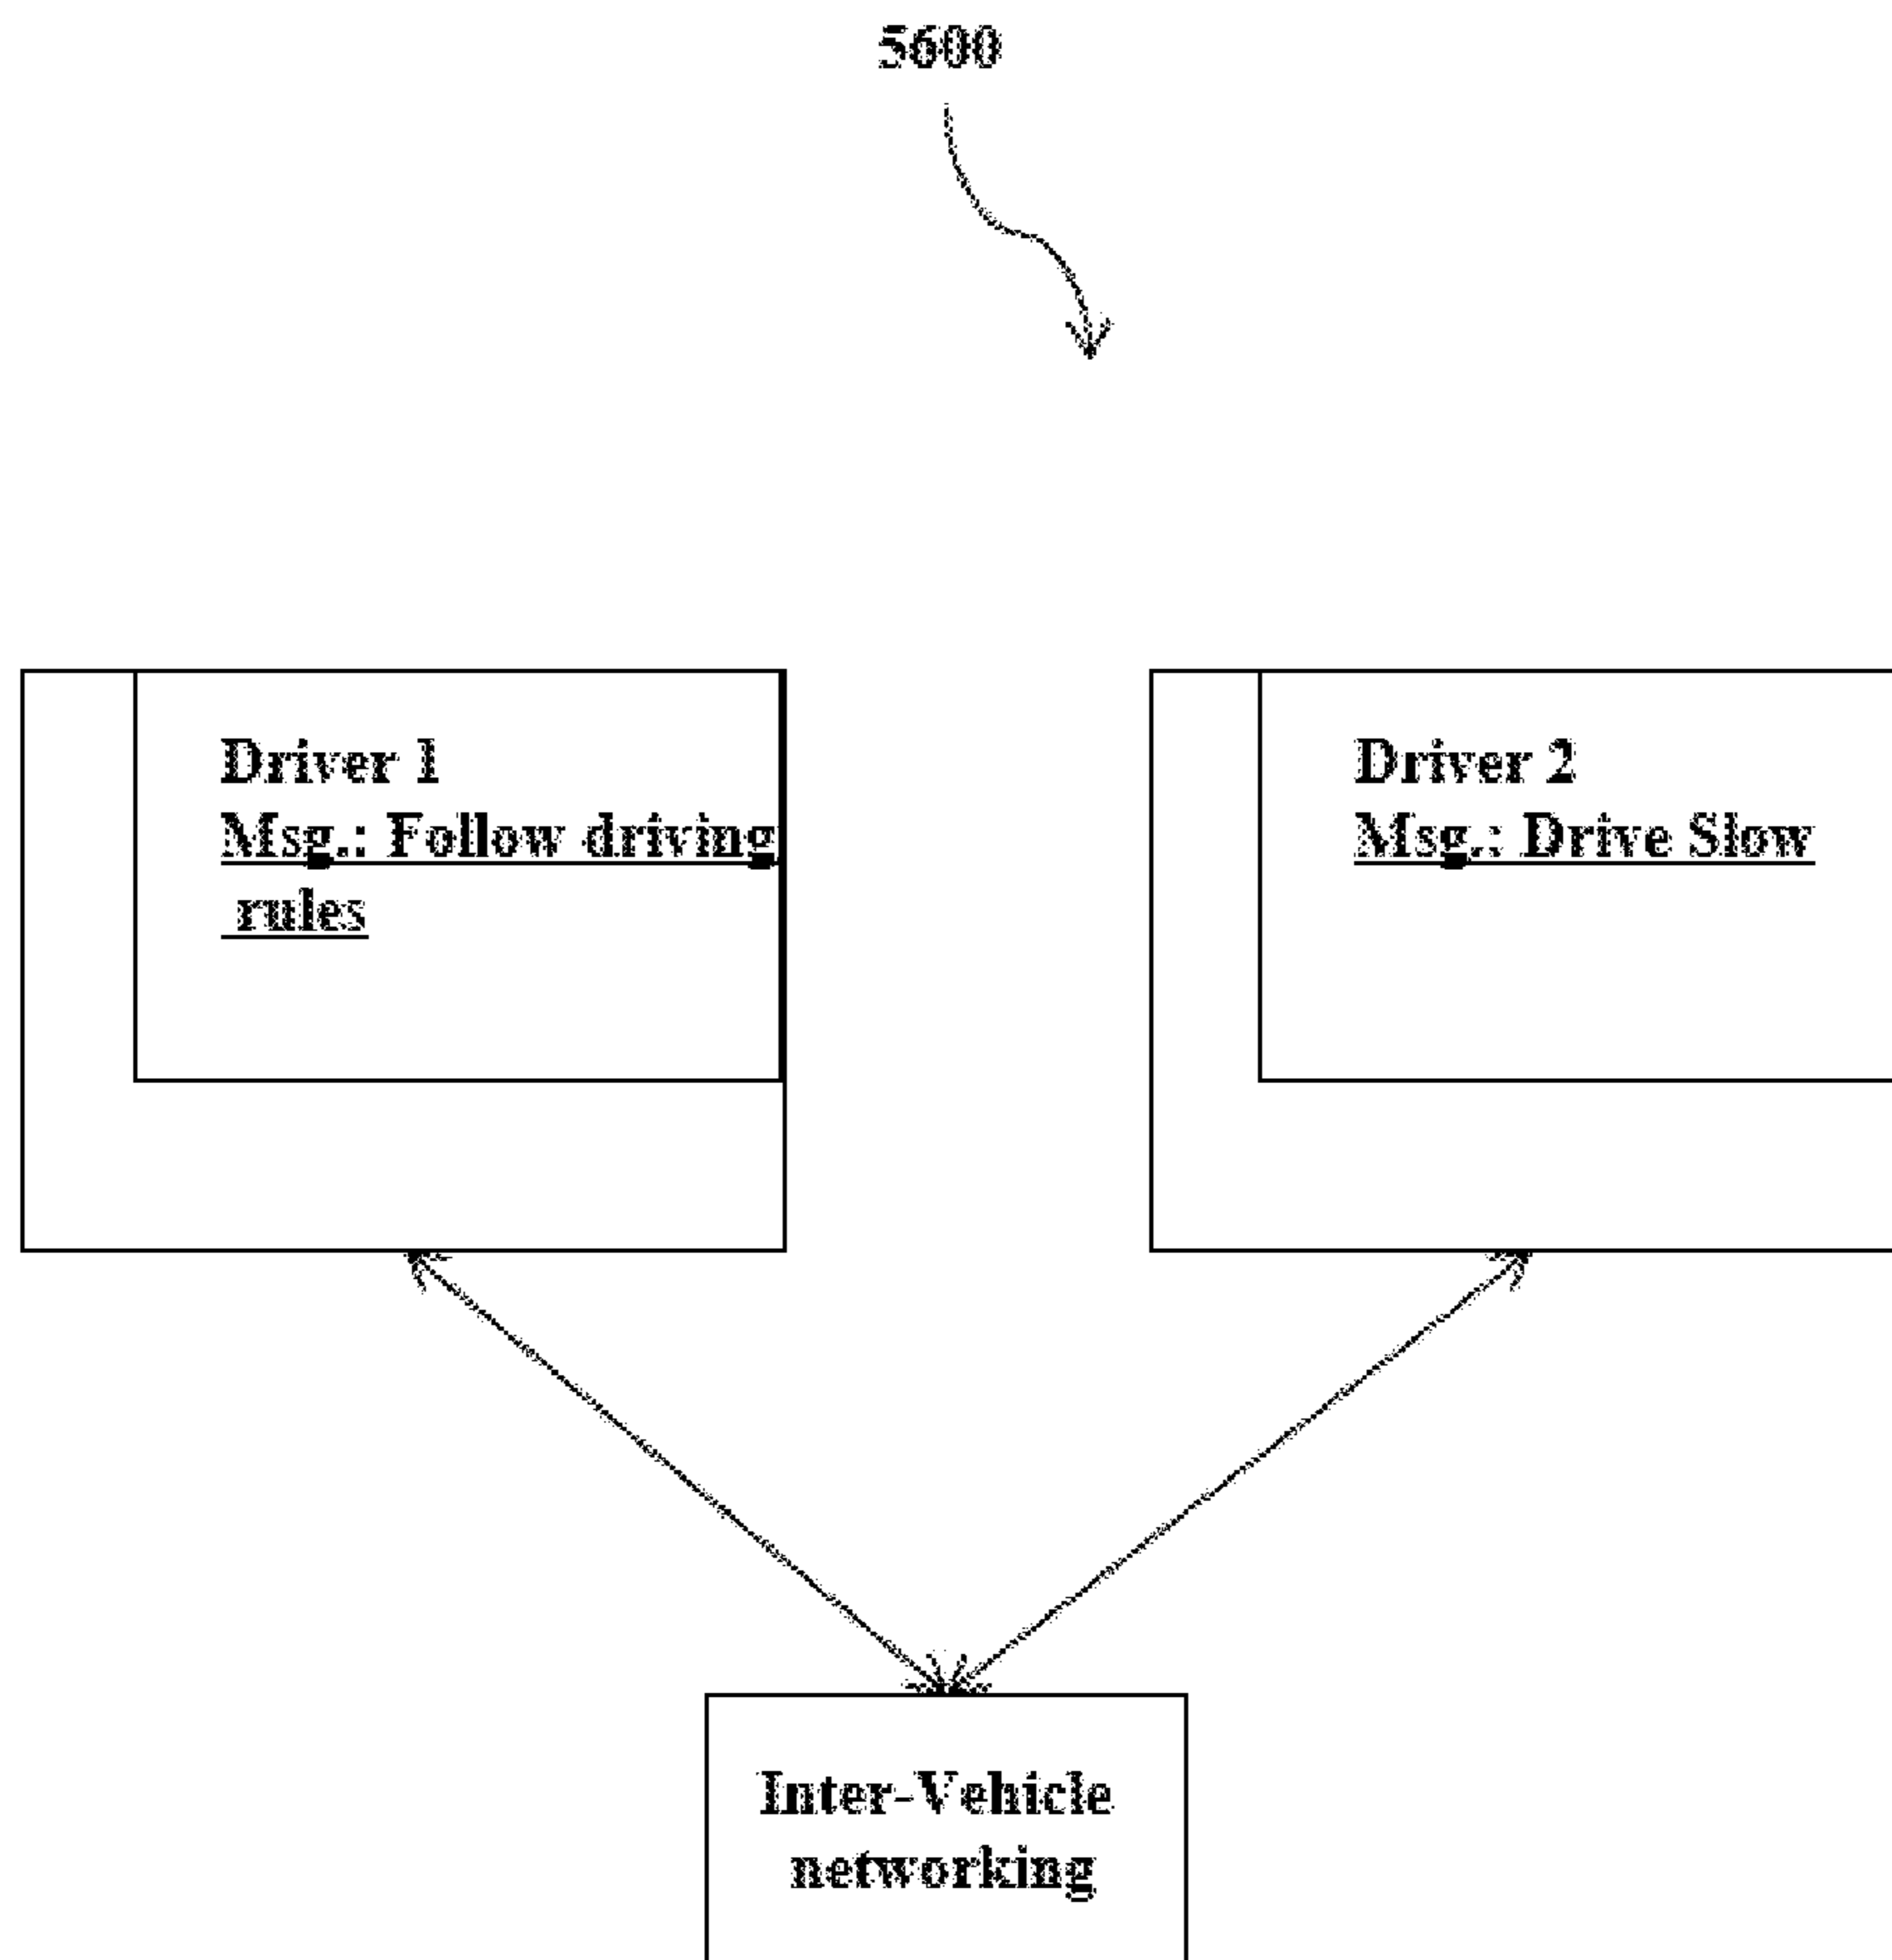 5600
Driver 1
Msg.: Follow driving
rules
Driver 2
Msg.: Drive Slow
Inter-Vehicle
networking